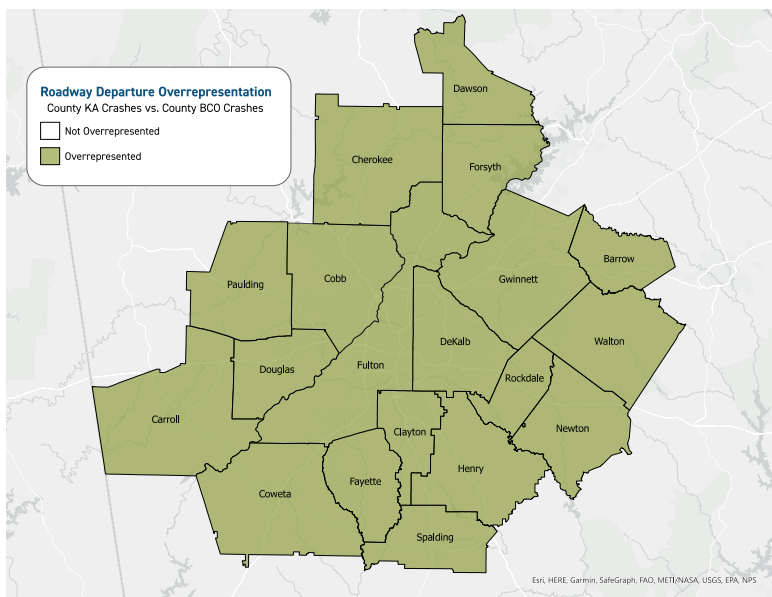 Roadway Departure Overrepresentation
County KA Crashes vs. County BCO Crashes
Not Overrepresented
Overrepresented
Dawson
Cherokee
Forsyth
Barrow
Gwinnett
Paulding
Cobb
Walton
DeKalb
Fulton
Douglas
Rockdale
Carroll
Clayton
Newton
Henry
Fayette
Coweta
Spalding
Esri, HERE, Garmin, SafeGraph, FAO, METI/NASA, USGS, EPA, NPS